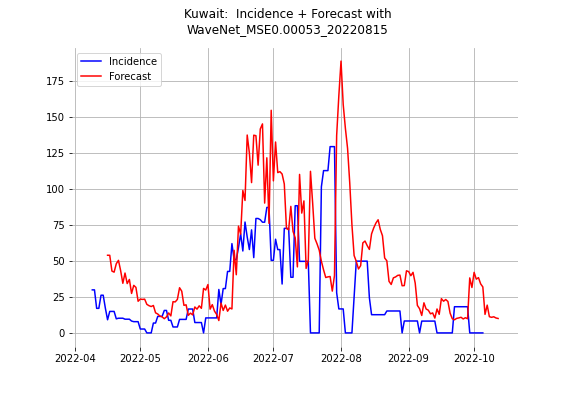 Kuwait:  Incidence + Forecast with
WaveNet_MSE0.00053_20220815
Incidence
Forecast
175
150
125
100
75
50
25
0
2022-04 2022-05 2022-06 2022-07 2022-08 2022-09 2022-10